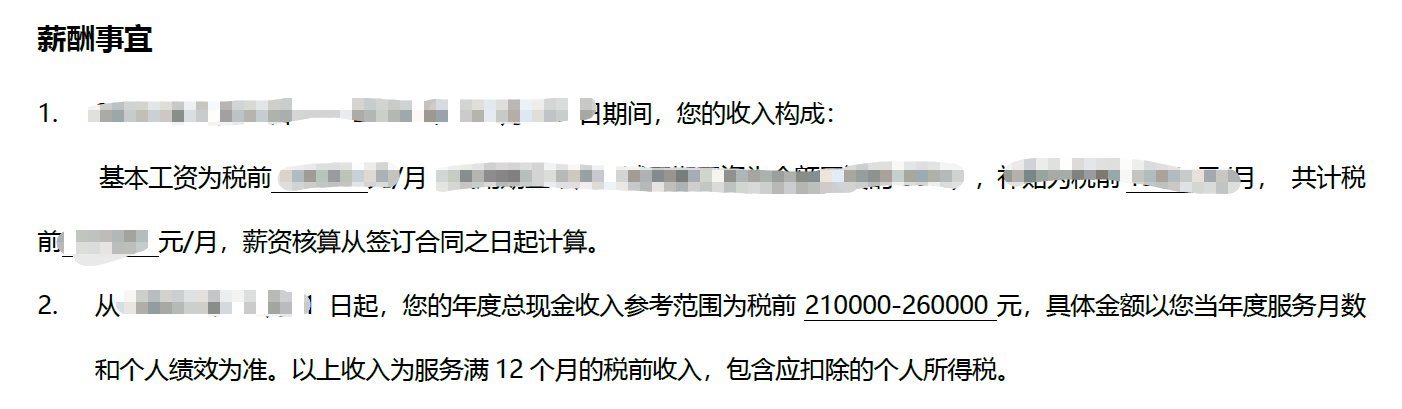 薪酬事宜
1. 日期间，您的收入构成：
基本工资为税前 元/月 ，补贴为税前 元/月， 共计税
前 元/月，薪资核算从签订合同之日起计算。
2. 从 日起，您的年度总现金收入参考范围为税前 210000-260000 元，具体金额以您当年度服务月数
和个人绩效为准。以上收入为服务满 12 个月的税前收入，包含应扣除的个人所得税。